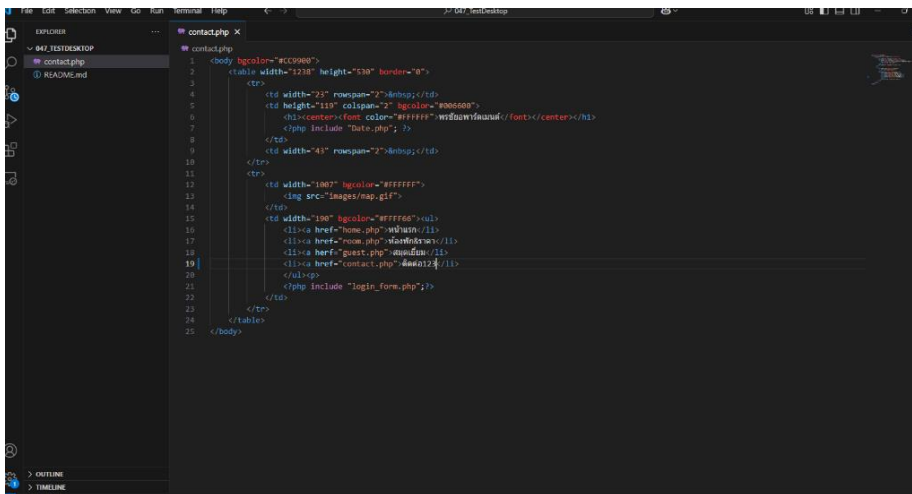 File Edit Selection View Go Run Terminal Help
047_TestDesktop
EXPLORER
contact.php
047_TESTDESKTOP
contact.php
README.md
contact.php
1 <body bgcolor="#CC9900">
2 <table width="1238" height="530" border="0">
3 <tr>
4 <td width="23" rowspan="2">&nbsp;</td>
5 <td height="119" colspan="2" bgcolor="#006600">
6 <h1><center><font color="#FFFFFF">พรชัยอพาร์ตเมนต์</font></center></h1>
7 <?php include "Date.php"; ?>
8 </td>
9 <td width="43" rowspan="2">&nbsp;</td>
10 </tr>
11 <tr>
12 <td width="1007" bgcolor="#FFFFFF">
13 <img src="images/map.gif">
14 </td>
15 <td width="190" bgcolor="#FFFF66"><ul>
16 <li><a href="home.php">หน้าแรก</li>
17 <li><a href="room.php">ห้องพัก&ราคา</li>
18 <li><a herf="guest.php">สมุดเยี่ยม</li>
19 <li><a href="contact.php">ติดต่อ123</li>
20 </ul><p>
21 <?php include "login_form.php";?>
22 </td>
23 </tr>
24 </table>
25 </body>
OUTLINE
TIMELINE